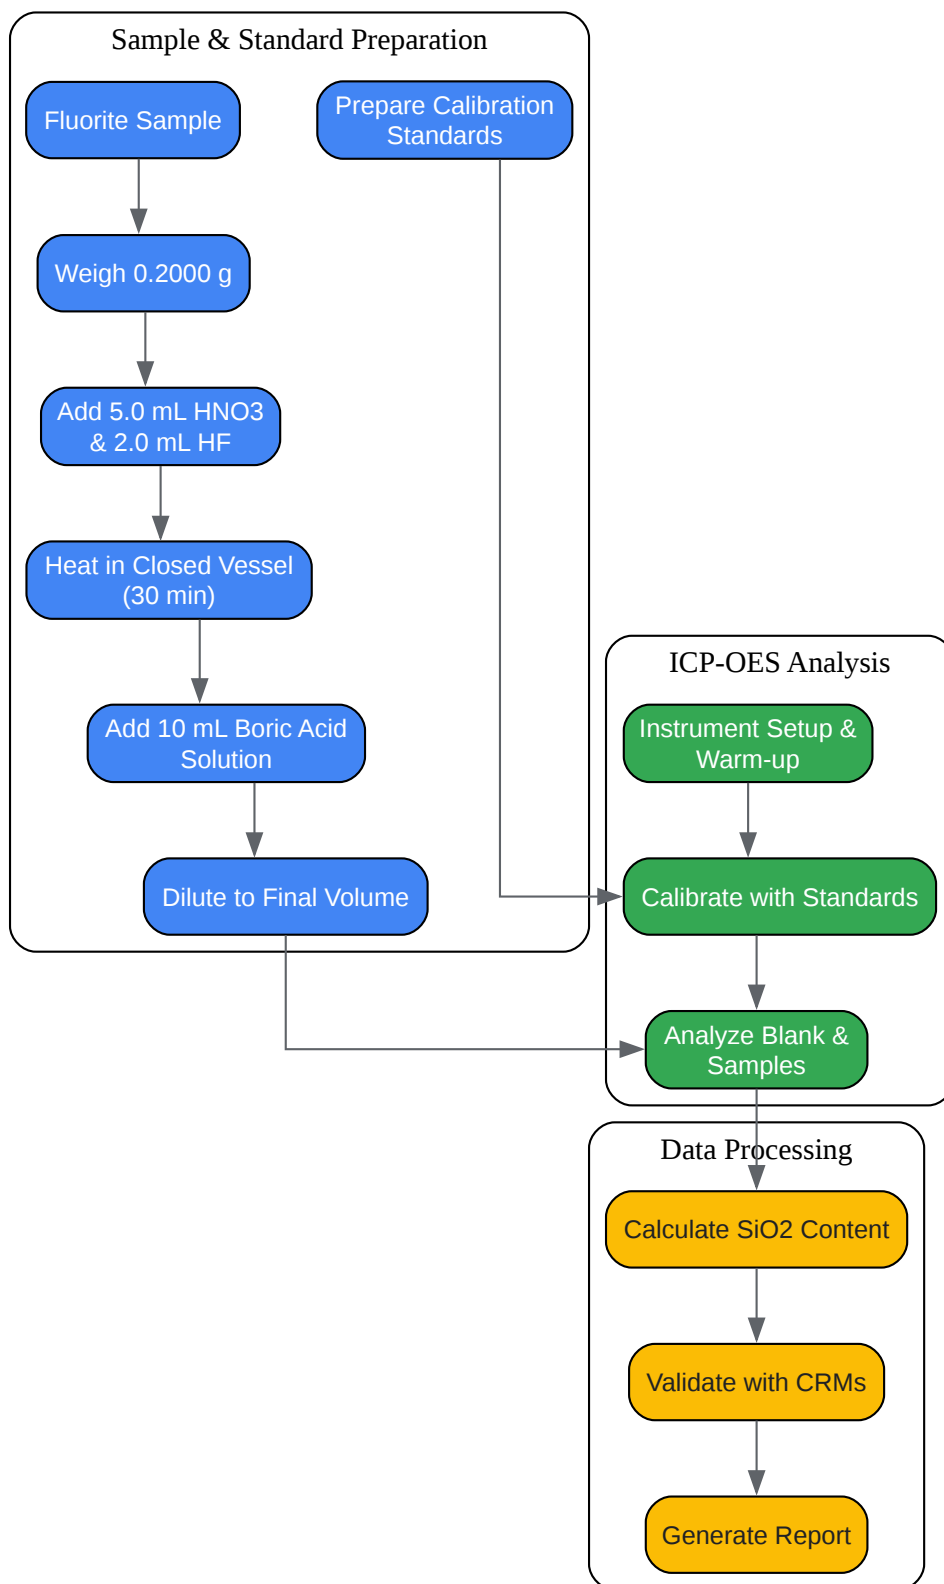 Sample & Standard Preparation
Fluorite Sample
Prepare Calibration
Standards
Weigh 0.2000 g
Add 5.0 mL HNO3
& 2.0 mL HF
Heat in Closed Vessel
(30 min)
Add 10 mL Boric Acid
Solution
Dilute to Final Volume
ICP-OES Analysis
Instrument Setup &
Warm-up
Calibrate with Standards
Analyze Blank &
Samples
Data Processing
Calculate SiO2 Content
Validate with CRMs
Generate Report